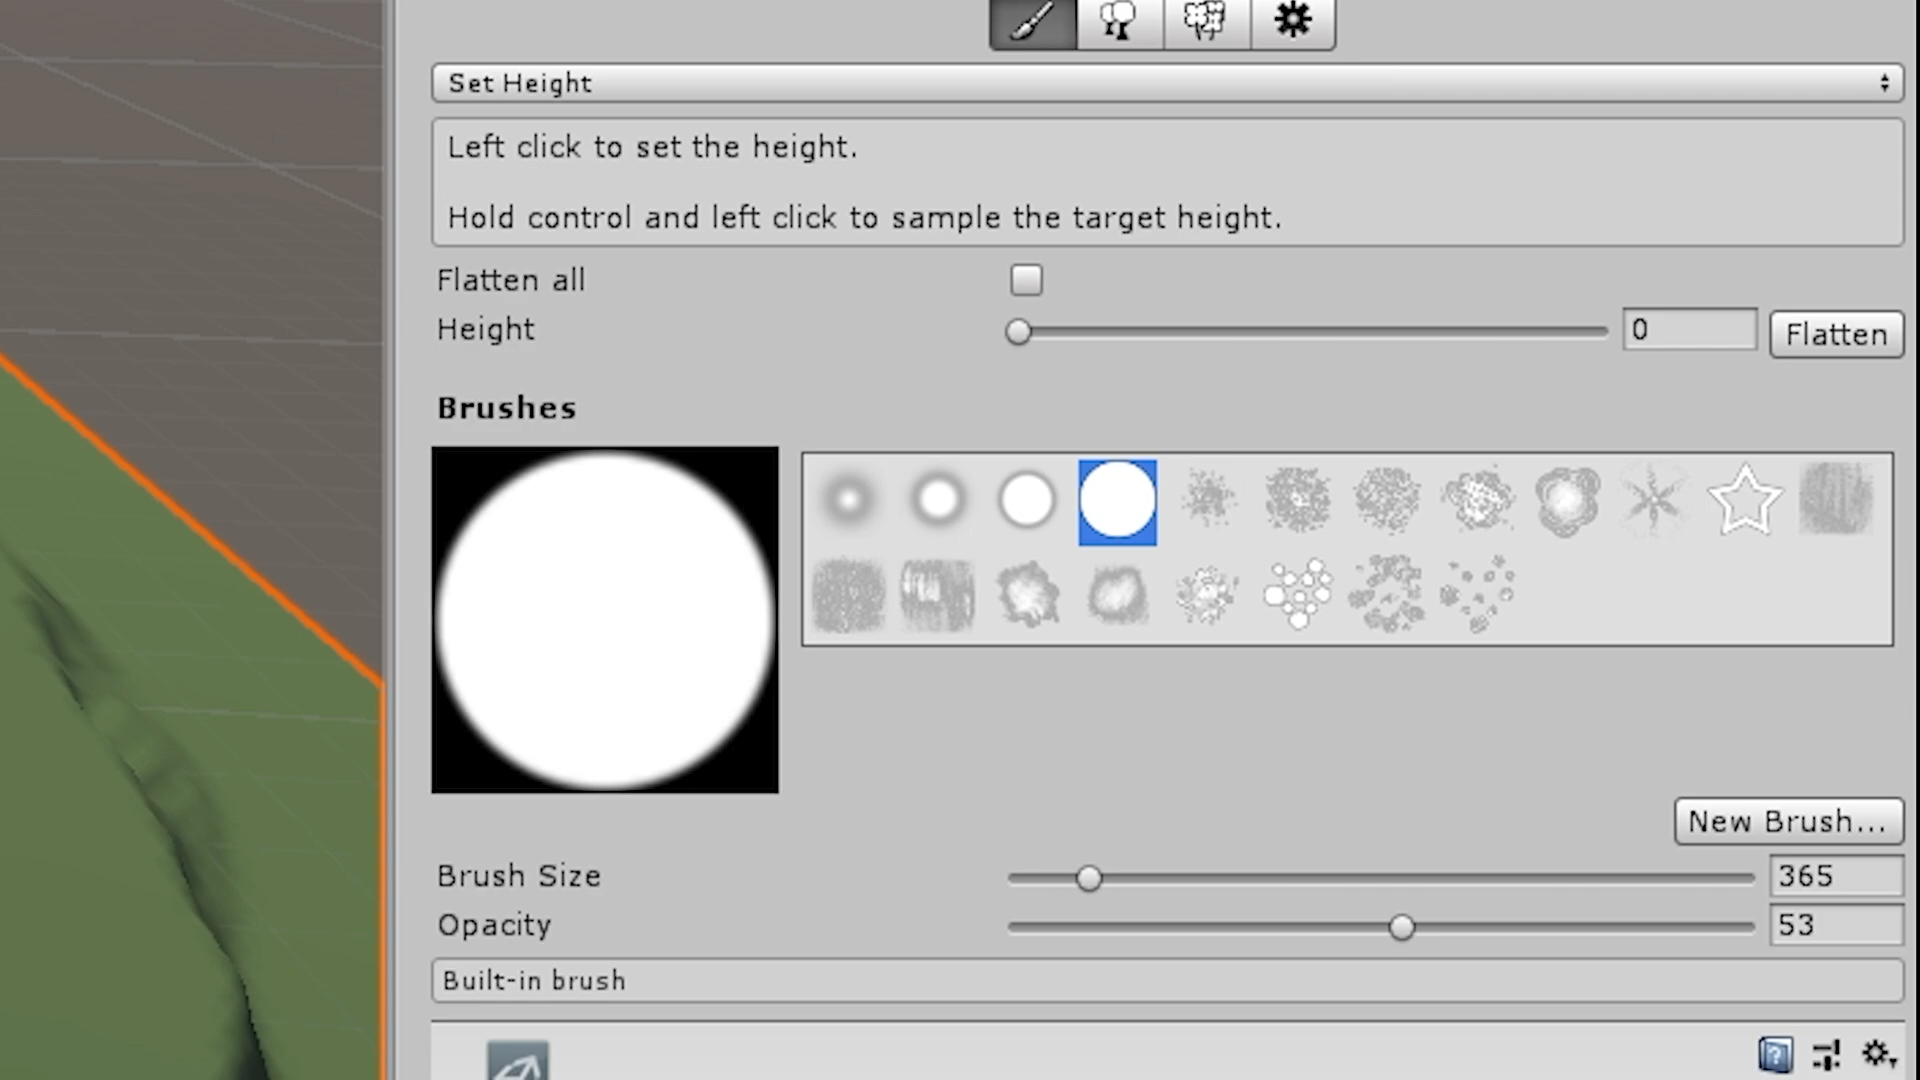 Set Height
Left click to set the height.
Hold control and left click to sample the target height.
Flatten all
Height 0 Flatten
Brushes
New Brush...
Brush Size 365
Opacity 53
Built-in brush